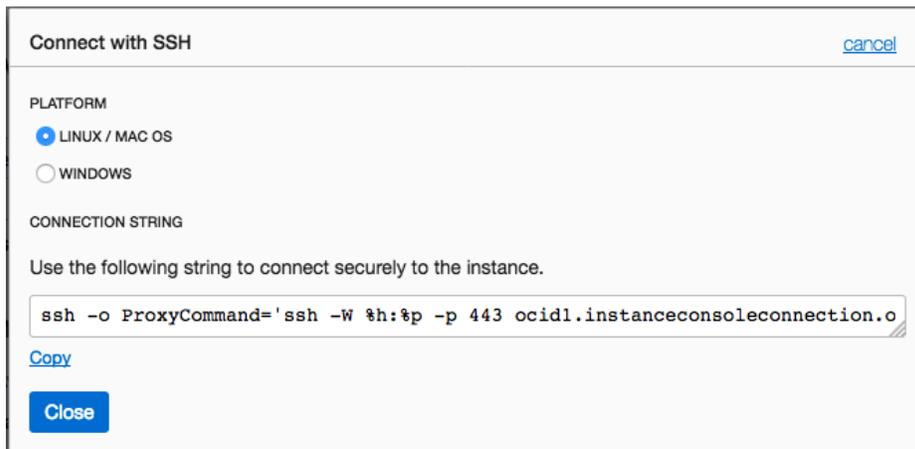 Connect with SSH
cancel
PLATFORM
LINUX / MAC OS
WINDOWS
CONNECTION STRING
Use the following string to connect securely to the instance.
ssh -o ProxyCommand='ssh -W %h:%p -p 443 ocid1.instanceconsoleconnection.o
Copy
Close